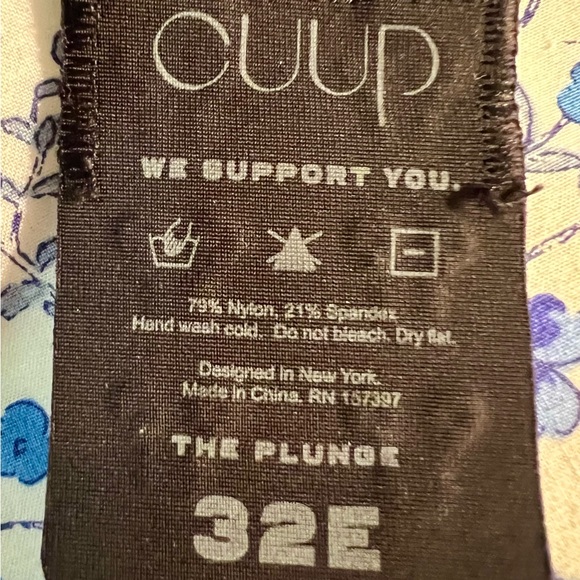 CUUP
WE SUPPORT YOU.
79% Nylon, 21% Spandex.
Hand wash cold. Do not bleach. Dry flat.
Designed in New York.
Made in China. RN 157397
THE PLUNGE
32E